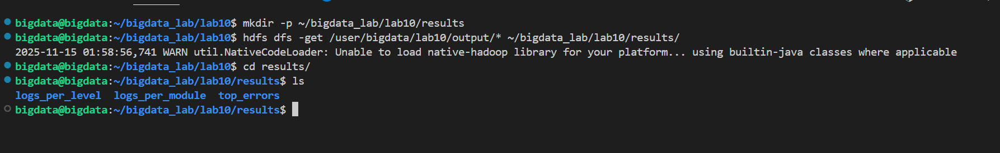 bigdata@bigdata:~/bigdata_lab/lab10$ mkdir -p ~/bigdata_lab/lab10/results
bigdata@bigdata:~/bigdata_lab/lab10$ hdfs dfs -get /user/bigdata/lab10/output/* ~/bigdata_lab/lab10/results/
2025-11-15 01:58:56,741 WARN util.NativeCodeLoader: Unable to load native-hadoop library for your platform... using builtin-java classes where applicable
bigdata@bigdata:~/bigdata_lab/lab10$ cd results/
bigdata@bigdata:~/bigdata_lab/lab10/results$ ls
logs_per_level  logs_per_module  top_errors
bigdata@bigdata:~/bigdata_lab/lab10/results$